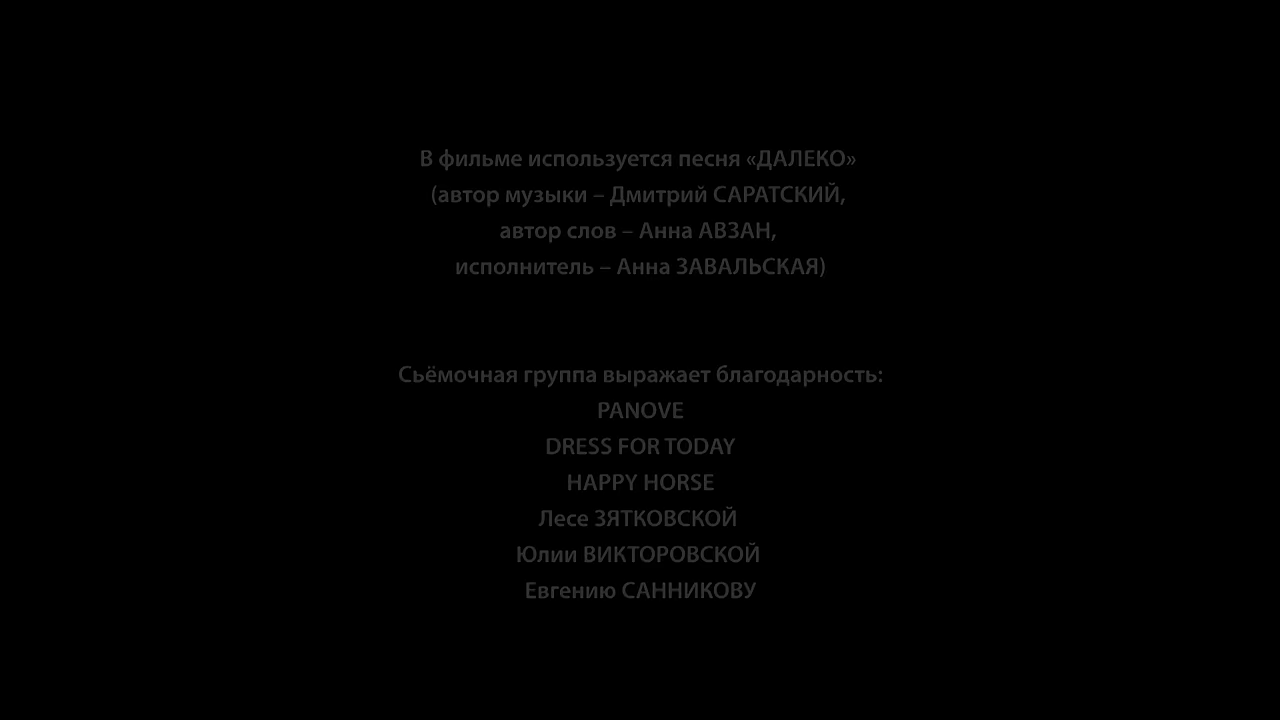 В фильме используется песня «ДАЛЕКО»
(автор музыки – Дмитрий САРАТСКИЙ,
автор слов – Анна АВЗАН,
исполнитель – Анна ЗАВАЛЬСКАЯ)
Сьёмочная группа выражает благодарность:
PANOVE
DRESS FOR TODAY
HAPPY HORSE
Лесе ЗЯТКОВСКОЙ
Юлии ВИКТОРОВСКОЙ
Евгению САННИКОВУ